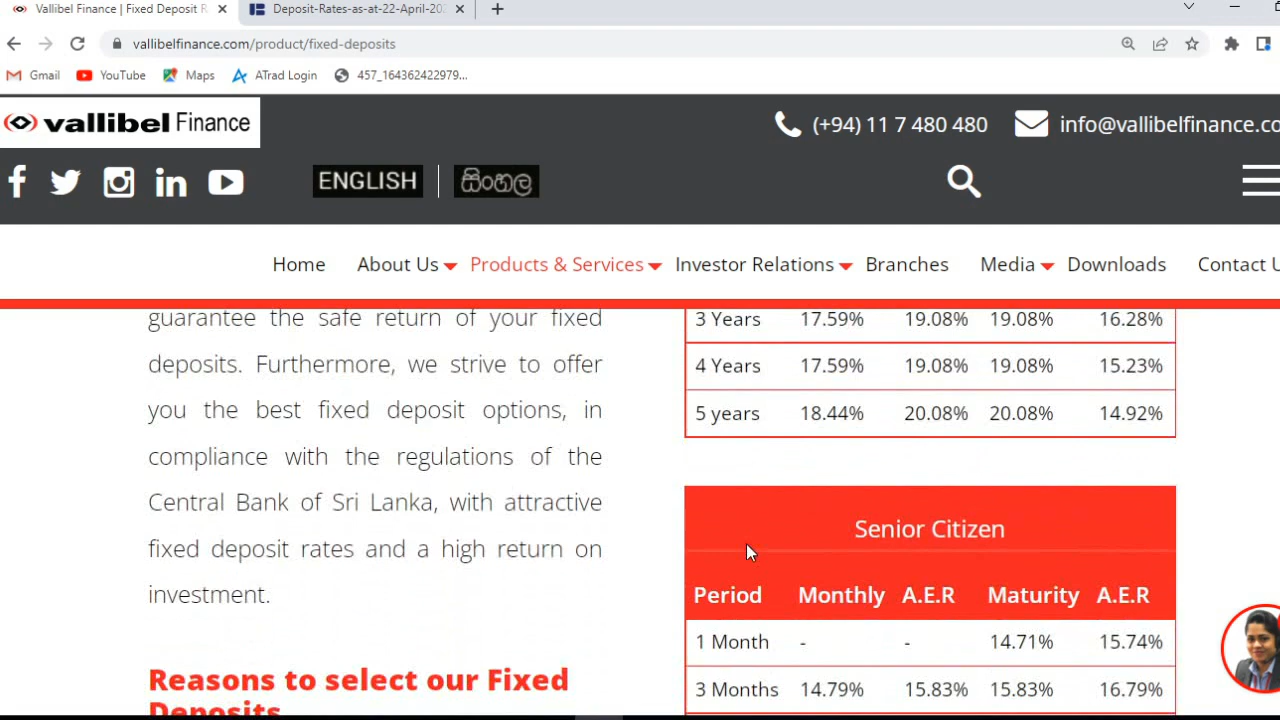 Vallibel Finance | Fixed Deposit R
Deposit-Rates-as-at-22-April-202
vallibelfinance.com/product/fixed-deposits
Gmail YouTube Maps ATrad Login 457_164362422979...
vallibel Finance
(+94) 11 7 480 480 info@vallibelfinance.co
ENGLISH සිංහල
Home About Us Products & Services Investor Relations Branches Media Downloads Contact U
guarantee the safe return of your fixed
deposits. Furthermore, we strive to offer
you the best fixed deposit options, in
compliance with the regulations of the
Central Bank of Sri Lanka, with attractive
fixed deposit rates and a high return on
investment.
Reasons to select our Fixed
Deposits
3 Years 17.59% 19.08% 19.08% 16.28%
4 Years 17.59% 19.08% 19.08% 15.23%
5 years 18.44% 20.08% 20.08% 14.92%
Senior Citizen
Period Monthly A.E.R Maturity A.E.R
1 Month - - 14.71% 15.74%
3 Months 14.79% 15.83% 15.83% 16.79%